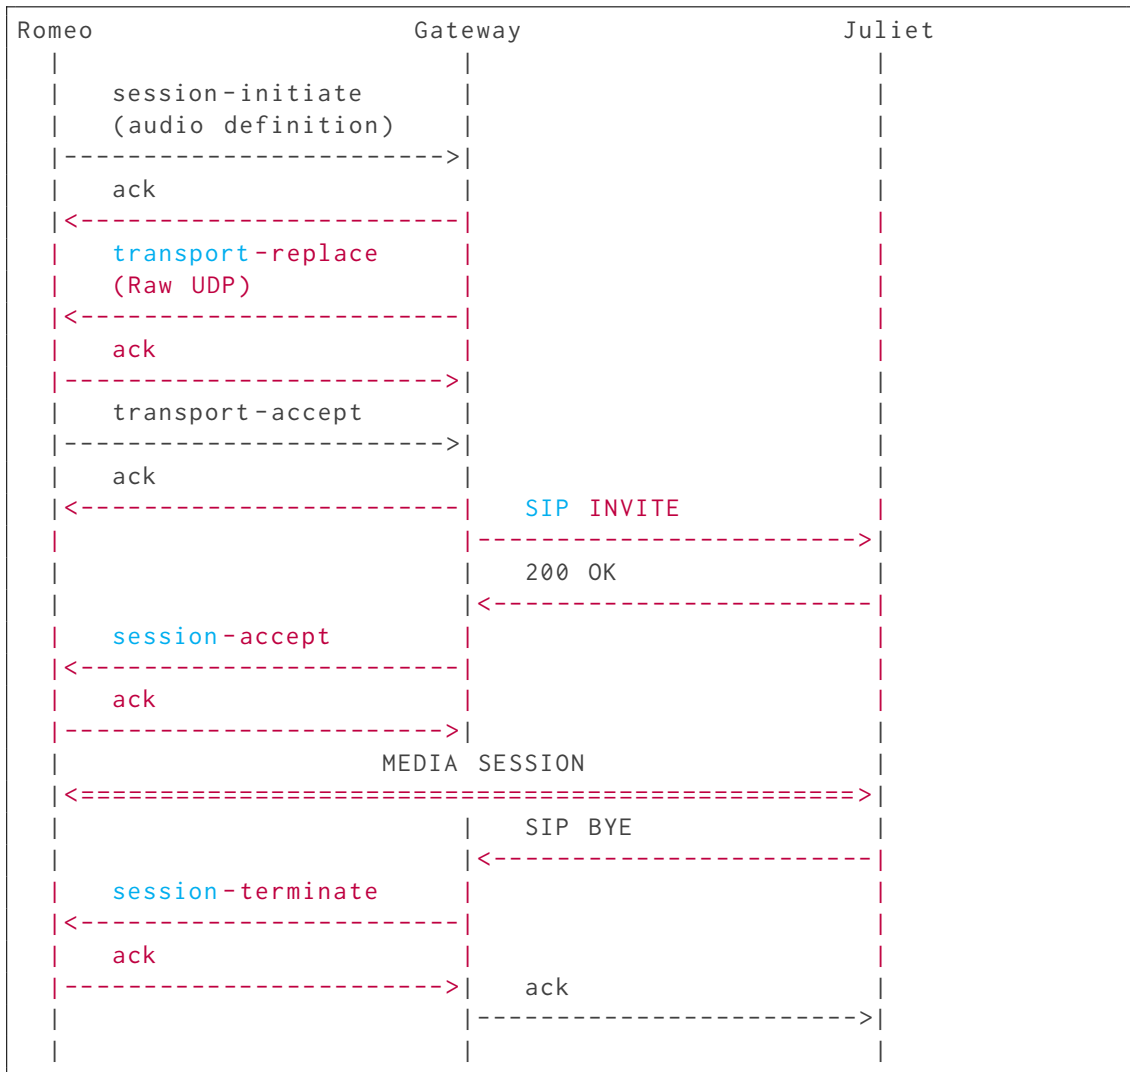 Romeo Gateway Juliet
| | |
| session-initiate | |
| (audio definition) | |
|------------------------>| |
| ack | |
|<------------------------| |
| transport-replace | |
| (Raw UDP) | |
|<------------------------| |
| ack | |
|------------------------>| |
| transport-accept | |
|------------------------>| |
| ack | |
|<------------------------| SIP INVITE |
| |------------------------>|
| | 200 OK |
| |<------------------------|
| session-accept | |
|<------------------------| |
| ack | |
|------------------------>| |
| MEDIA SESSION |
|<=================================================>|
| | SIP BYE |
| |<------------------------|
| session-terminate | |
|<------------------------| |
| ack | |
|------------------------>| ack |
| |------------------------>|
| | |